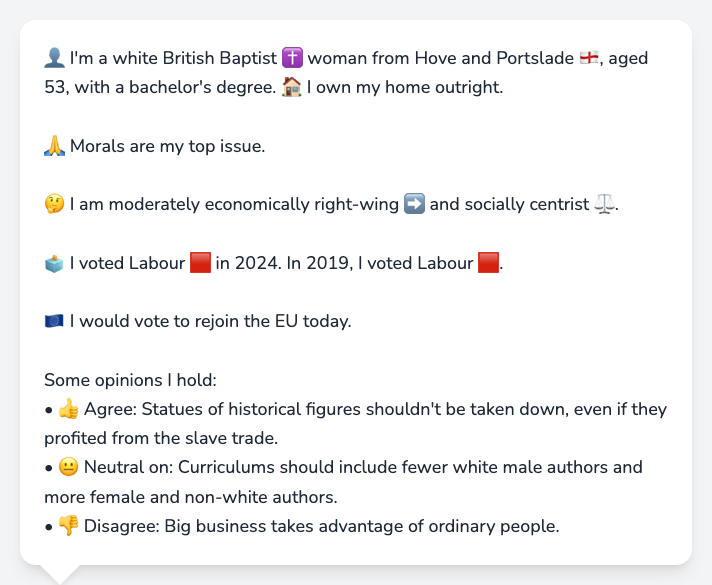 👤 I'm a white British Baptist ✝️ woman from Hove and Portslade 🏴󠁧󠁢󠁥󠁮󠁧󠁿, aged
53, with a bachelor's degree. 🏠 I own my home outright.
🙏 Morals are my top issue.
🤔 I am moderately economically right-wing ➡️ and socially centrist ⚖️.
🗳️ I voted Labour 🟥 in 2024. In 2019, I voted Labour 🟥.
🇪🇺 I would vote to rejoin the EU today.
Some opinions I hold:
• 👍 Agree: Statues of historical figures shouldn't be taken down, even if they
profited from the slave trade.
• 😐 Neutral on: Curriculums should include fewer white male authors and
more female and non-white authors.
• 👎 Disagree: Big business takes advantage of ordinary people.